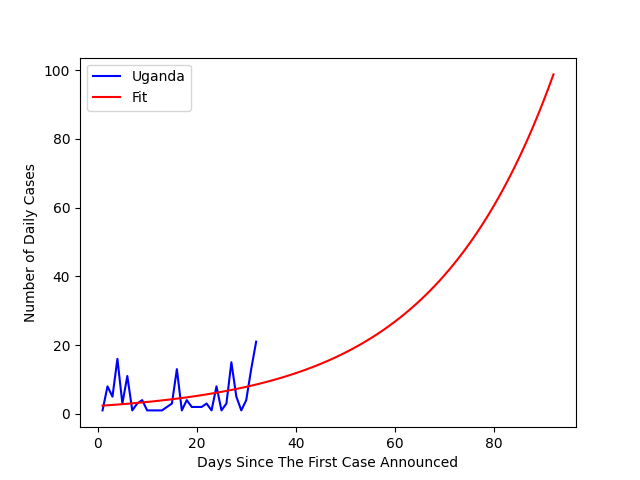 Uganda
Fit
Number of Daily Cases
100
80
60
40
20
0
0 20 40 60 80
Days Since The First Case Announced